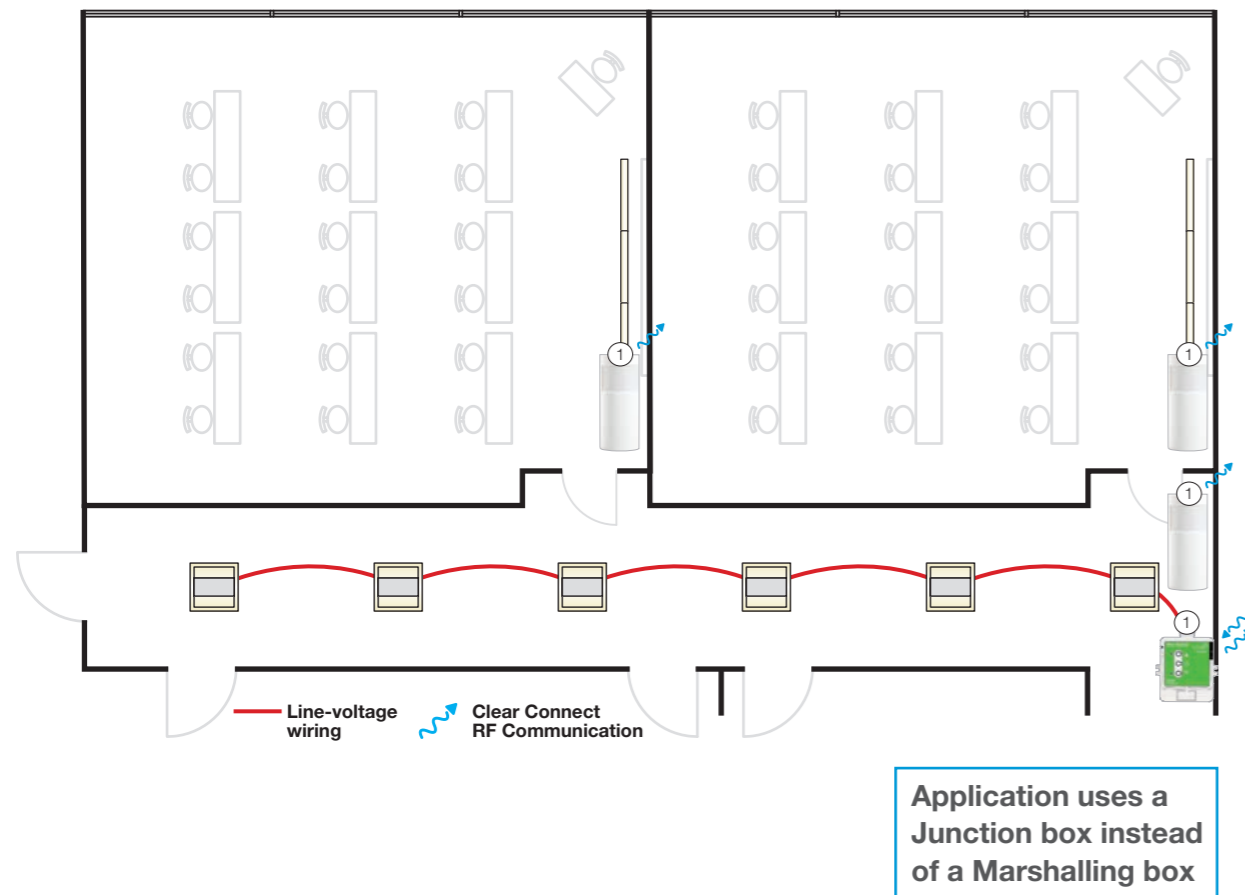 1
1
1
1
Line-voltage
wiring
Clear Connect
RF Communication
Application uses a
Junction box instead
of a Marshalling box